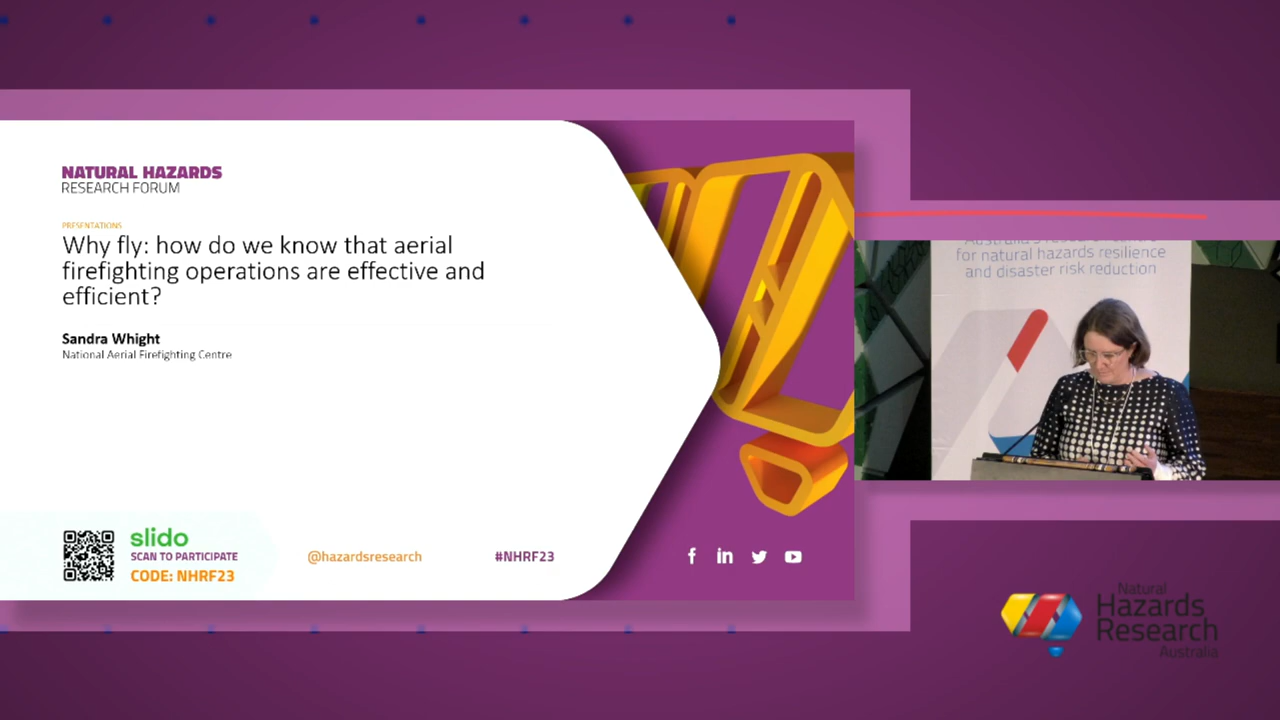 NATURAL HAZARDS
RESEARCH FORUM
PRESENTATIONS
Why fly: how do we know that aerial
firefighting operations are effective and
efficient?
Sandra Whight
National Aerial Firefighting Centre
slido
SCAN TO PARTICIPATE
CODE: NHRF23
@hazardsresearch
#NHRF23
for natural hazards resilience
and disaster risk reduction
Natural
Hazards
Research
Australia